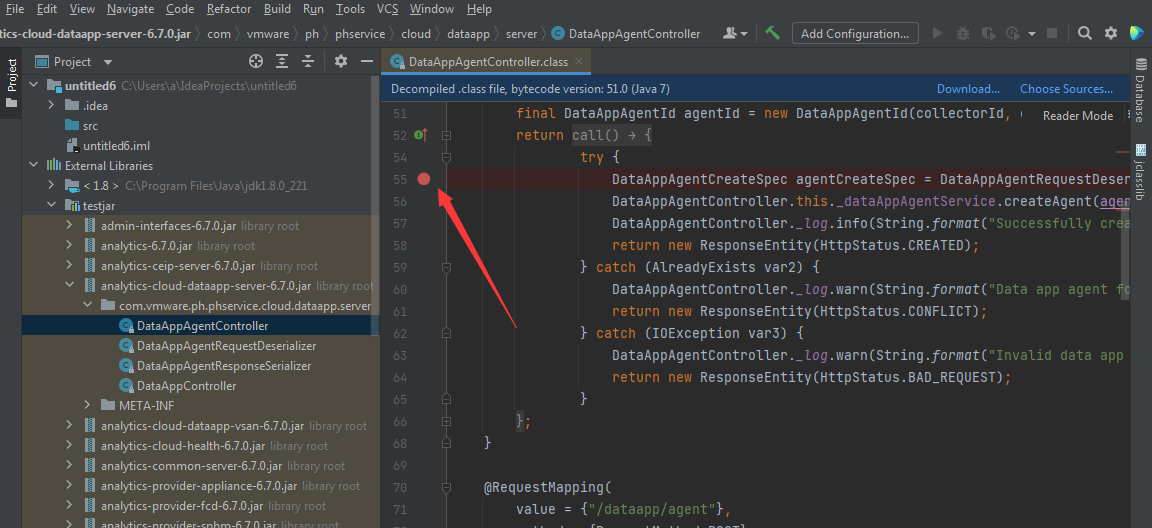 File Edit View Navigate Code Refactor Build Run Tools VCS Window Help
tics-cloud-dataapp-server-6.7.0.jar com vmware ph phservice cloud dataapp server DataAppAgentController Add Configuration...
Project
DataAppAgentController.class
Project
untitled6 C:\Users\a\IdeaProjects\untitled6
.idea
src
untitled6.iml
External Libraries
< 1.8 > C:\Program Files\Java\jdk1.8.0_221
testjar
admin-interfaces-6.7.0.jar library root
analytics-6.7.0.jar library root
analytics-ceip-server-6.7.0.jar library root
analytics-cloud-dataapp-server-6.7.0.jar library root
com.vmware.ph.phservice.cloud.dataapp.server
DataAppAgentController
DataAppAgentRequestDeserializer
DataAppAgentResponseSerializer
DataAppController
META-INF
analytics-cloud-dataapp-vsan-6.7.0.jar library root
analytics-cloud-health-6.7.0.jar library root
analytics-common-server-6.7.0.jar library root
analytics-provider-appliance-6.7.0.jar library root
analytics-provider-fcd-6.7.0.jar library root
analytics-provider-spbm-6.7.0.jar library root
Decompiled .class file, bytecode version: 51.0 (Java 7) Download... Choose Sources...
Reader Mode
51 final DataAppAgentId agentId = new DataAppAgentId(collectorId,
52 return call() → {
54 try {
55 DataAppAgentCreateSpec agentCreateSpec = DataAppAgentRequestDeser
56 DataAppAgentController.this._dataAppAgentService.createAgent(agen
57 DataAppAgentController._log.info(String.format("Successfully crea
58 return new ResponseEntity(HttpStatus.CREATED);
59 } catch (AlreadyExists var2) {
60 DataAppAgentController._log.warn(String.format("Data app agent fo
61 return new ResponseEntity(HttpStatus.CONFLICT);
62 } catch (IOException var3) {
63 DataAppAgentController._log.warn(String.format("Invalid data app
64 return new ResponseEntity(HttpStatus.BAD_REQUEST);
65 }
66 };
68 }
69
70 @RequestMapping(
71 value = {"/dataapp/agent"},
Database
jclasslib